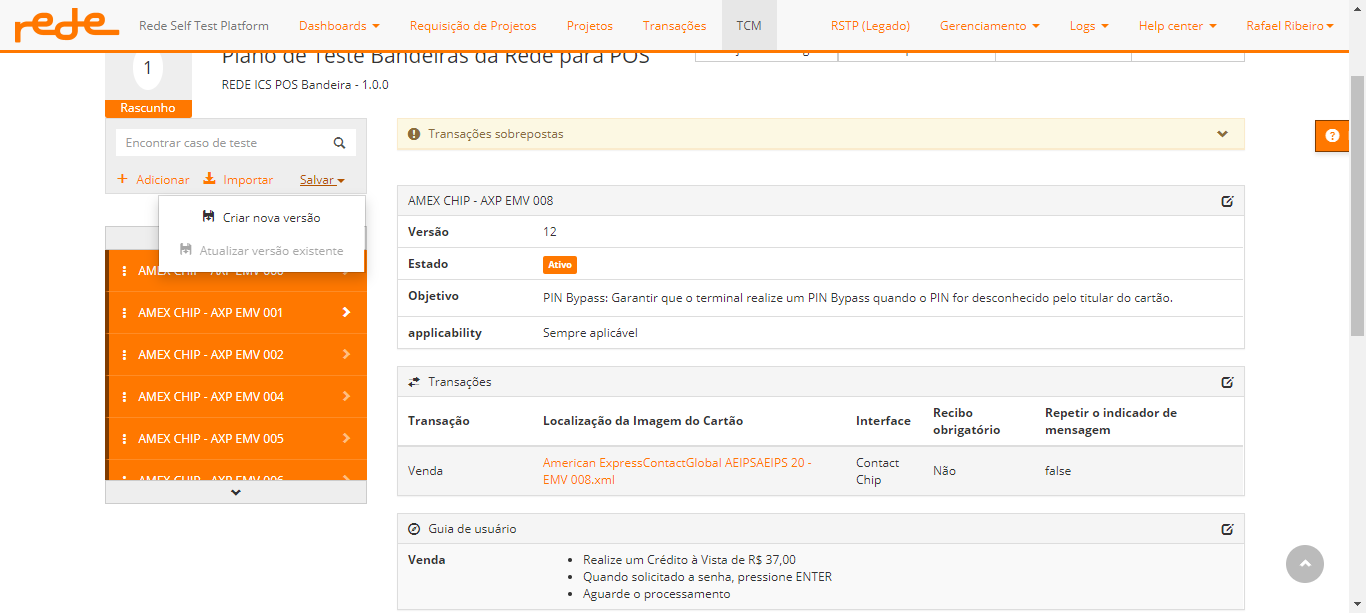 rede
Rede Self Test Platform
Dashboards
Requisição de Projetos
Projetos
Transações
TCM
RSTP (Legado)
Gerenciamento
Logs
Help center
Rafael Ribeiro
1
Rascunho
Plano de Teste Bandeiras da Rede para POS
REDE ICS POS Bandeira - 1.0.0
Encontrar caso de teste
Adicionar
Importar
Salvar
Criar nova versão
Atualizar versão existente
AMEX CHIP - AXP EMV 000
AMEX CHIP - AXP EMV 001
AMEX CHIP - AXP EMV 002
AMEX CHIP - AXP EMV 004
AMEX CHIP - AXP EMV 005
AMEX CHIP - AXP EMV 006
Transações sobrepostas
AMEX CHIP - AXP EMV 008
Versão 12
Estado Ativo
Objetivo PIN Bypass: Garantir que o terminal realize um PIN Bypass quando o PIN for desconhecido pelo titular do cartão.
applicability Sempre aplicável
Transações
Transação
Localização da Imagem do Cartão
Interface
Recibo
obrigatório
Repetir o indicador de
mensagem
Venda
American ExpressContactGlobal AEIPSAEIPS 20 -
EMV 008.xml
Contact
Chip
Não
false
Guia de usuário
Venda
• Realize um Crédito à Vista de R$ 37,00
• Quando solicitado a senha, pressione ENTER
• Aguarde o processamento